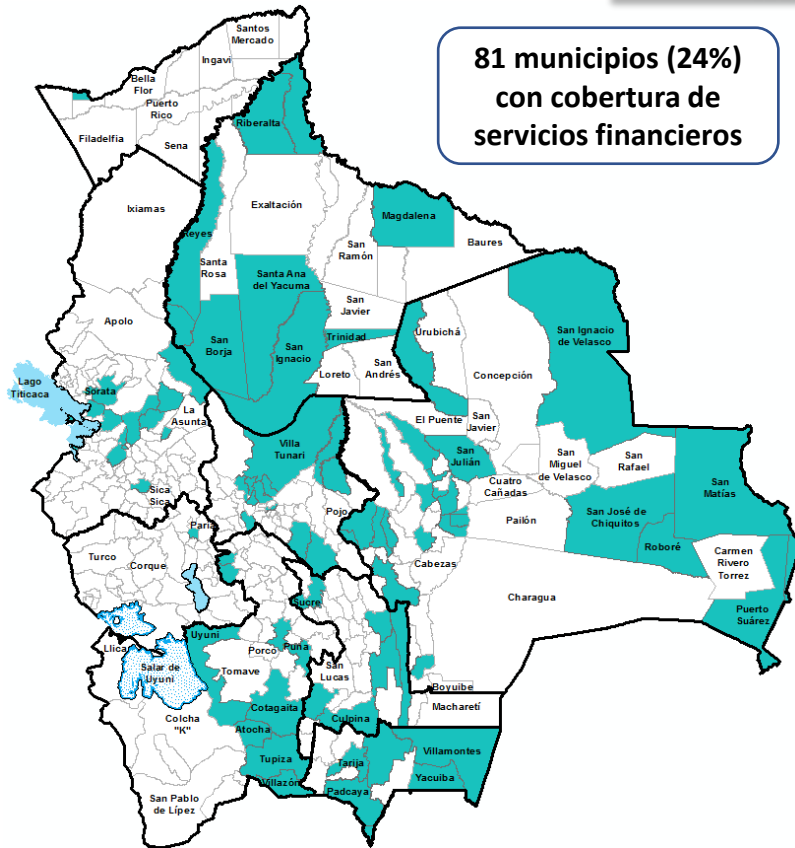 81 municipios (24%)
con cobertura de
servicios financieros
Santos
Mercado
Ingavi
Bella
Flor
Puerto
Rico
Filadelfia
Sena
Riberalta
Ixiamas
Exaltación
Magdalena
Reyes
Santa
Rosa
San
Ramón
Baures
Santa Ana
del Yacuma
San
Javier
Apolo
San
Borja
San
Ignacio
Trinidad
Loreto
San
Andrés
Urubichá
San Ignacio
de Velasco
Concepción
Lago
Titicaca
Sorata
La
Asunta
El Puente
San
Javier
Villa
Tunari
San
Julián
San
Miguel
de Velasco
San
Rafael
San
Matías
Sica
Sica
Cuatro
Cañadas
Pojo
Pailón
San José de
Chiquitos
Paria
Turco
Corque
Roboré
Carmen
Rivero
Torrez
Cabezas
Charagua
Puerto
Suárez
Sucre
Uyuni
Llica
Salar de
Uyuni
Porco
Puna
Tomave
San
Lucas
Boyuibe
Macharetí
Colcha
"K"
Cotagaita
Culpina
Atocha
Tupiza
Villamontes
Tarija
Yacuiba
Villazón
Padcaya
San Pablo
de Lípez